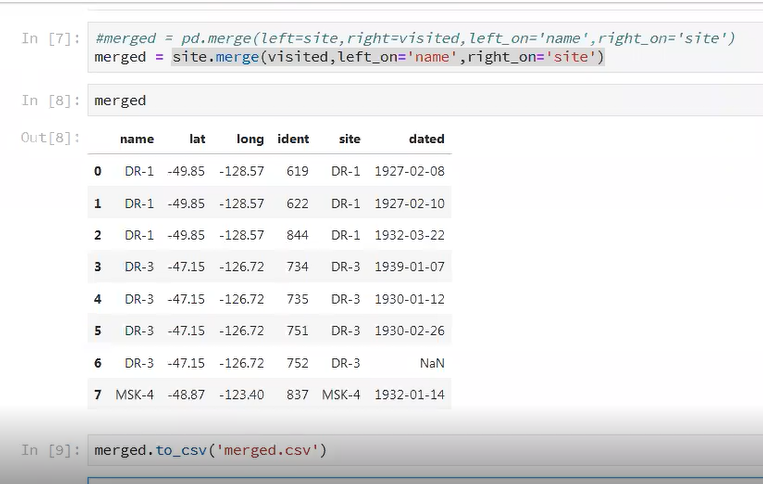 In [7]: #merged = pd.merge(left=site,right=visited,left_on='name',right_on='site')
merged = site.merge(visited,left_on='name',right_on='site')
In [8]: merged
Out[8]:
name lat long ident site dated
0 DR-1 -49.85 -128.57 619 DR-1 1927-02-08
1 DR-1 -49.85 -128.57 622 DR-1 1927-02-10
2 DR-1 -49.85 -128.57 844 DR-1 1932-03-22
3 DR-3 -47.15 -126.72 734 DR-3 1939-01-07
4 DR-3 -47.15 -126.72 735 DR-3 1930-01-12
5 DR-3 -47.15 -126.72 751 DR-3 1930-02-26
6 DR-3 -47.15 -126.72 752 DR-3 NaN
7 MSK-4 -48.87 -123.40 837 MSK-4 1932-01-14
In [9]: merged.to_csv('merged.csv')